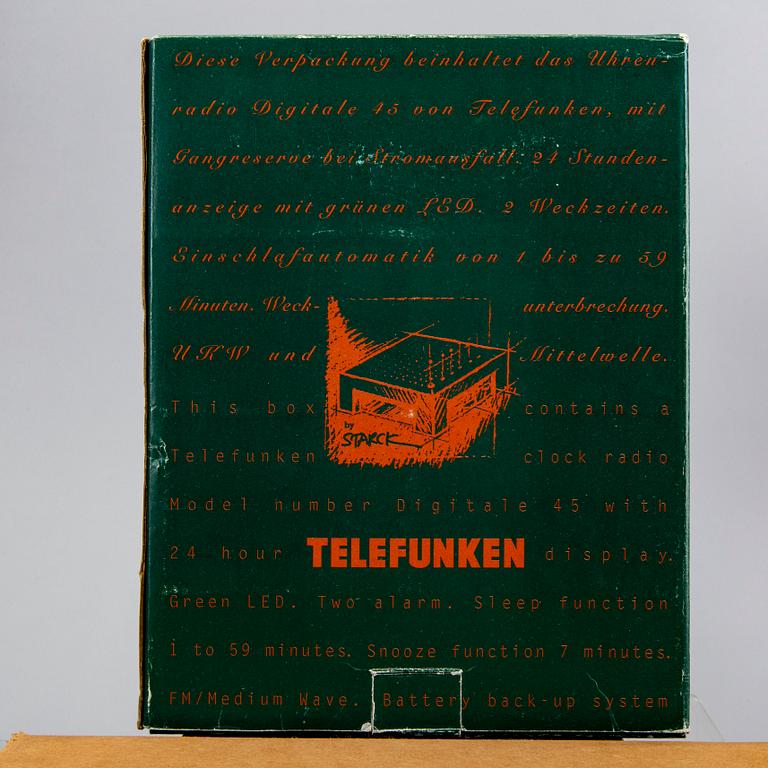 Diese Verpackung beinhaltet das Uhren-
radio Digitale 45 von Telefunken, mit
Gangreserve bei Stromausfall. 24 Stunden-
anzeige mit grünen LED. 2 Weckzeiten.
Einschlafautomatik von 1 bis zu 59
Minuten. Weck- unterbrechung.
UKW und Mittelwelle.
This box contains a
by
STARCK
Telefunken clock radio
Model number Digitale 45 with
24 hour TELEFUNKEN display.
Green LED. Two alarm. Sleep function
1 to 59 minutes. Snooze function 7 minutes.
FM/Medium Wave. Battery back-up system